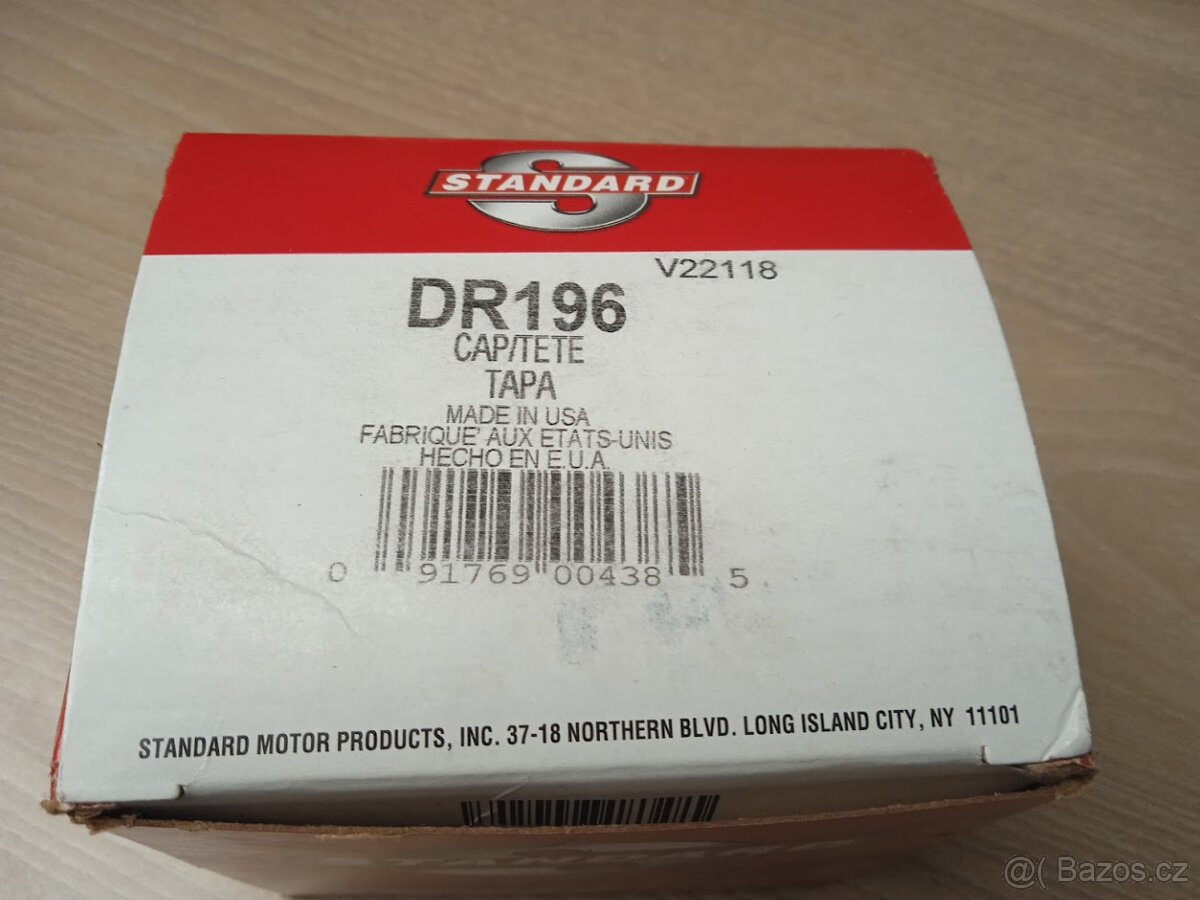 STANDARD
V22118
DR196
CAP/TETE
TAPA
MADE IN USA
FABRIQUE' AUX ETATS-UNIS
HECHO EN E.U.A.
0 91769 00438 5
STANDARD MOTOR PRODUCTS, INC. 37-18 NORTHERN BLVD. LONG ISLAND CITY, NY 11101
STANDARD
@( Bazos.cz